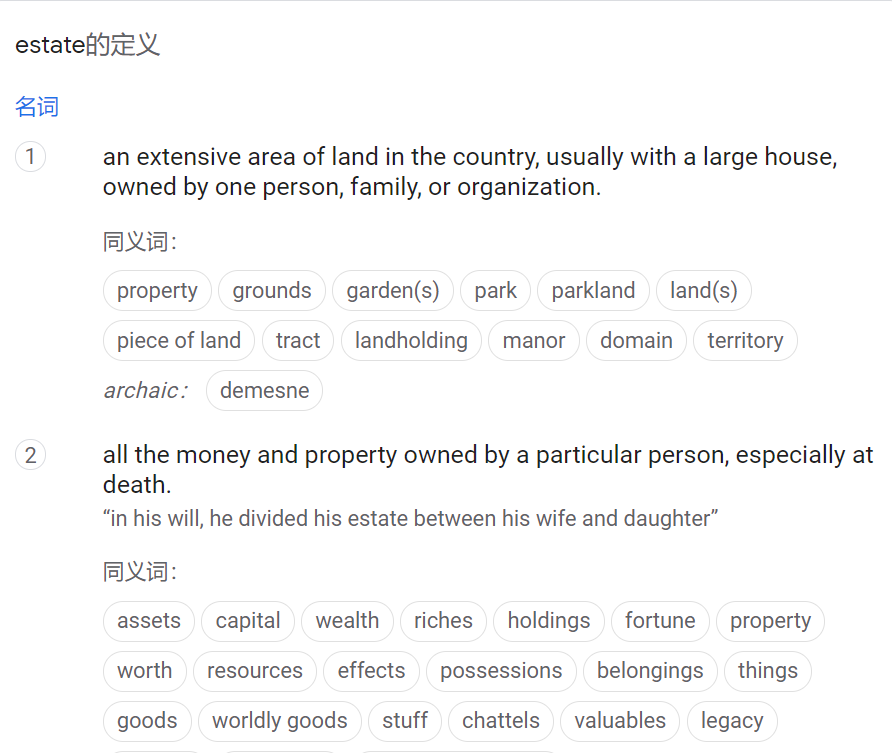 estate的定义
名词
1 an extensive area of land in the country, usually with a large house,
owned by one person, family, or organization.
同义词:
property grounds garden(s) park parkland land(s)
piece of land tract landholding manor domain territory
archaic: demesne
2 all the money and property owned by a particular person, especially at
death.
“in his will, he divided his estate between his wife and daughter”
同义词:
assets capital wealth riches holdings fortune property
worth resources effects possessions belongings things
goods worldly goods stuff chattels valuables legacy